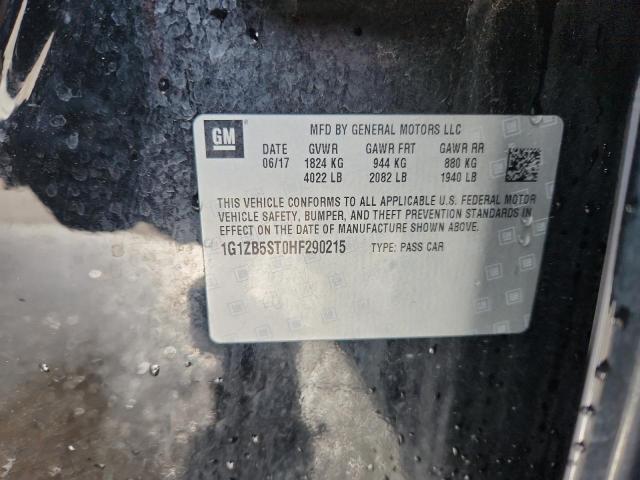 GM MFD BY GENERAL MOTORS LLC
DATE GVWR GAWR FRT GAWR RR
06/17 1824 KG 944 KG 880 KG
4022 LB 2082 LB 1940 LB
THIS VEHICLE CONFORMS TO ALL APPLICABLE U.S. FEDERAL MOTOR
VEHICLE SAFETY, BUMPER, AND THEFT PREVENTION STANDARDS IN
EFFECT ON THE DATE OF MANUFACTURE SHOWN ABOVE.
1G1ZB5ST0HF290215 TYPE: PASS CAR